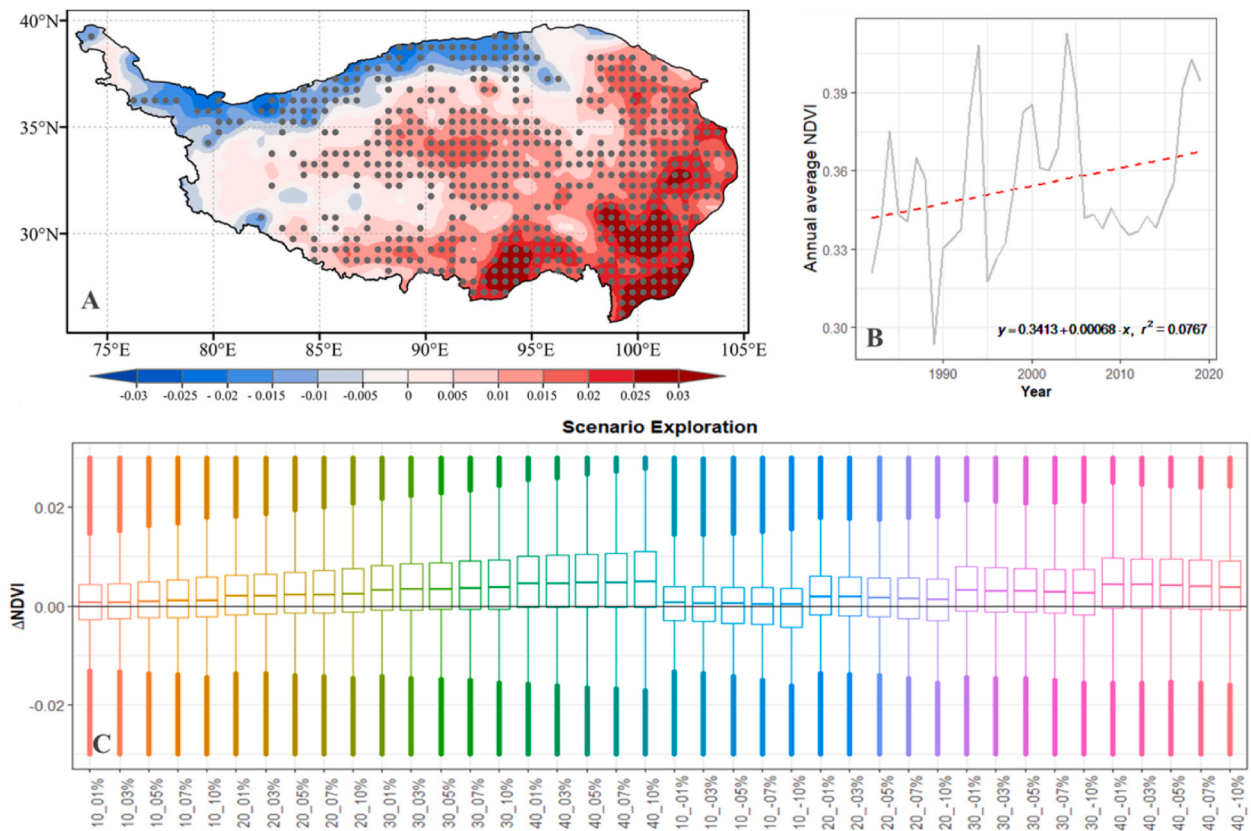 40°N
35°N
30°N
A
75°E 80°E 85°E 90°E 95°E 100°E 105°E
-0.03 -0.025 - 0.02 - 0.015 -0.01 -0.005 0 0.005 0.01 0.015 0.02 0.025 0.03
Annual average NDVI
0.39
0.36
0.33
0.30
B
y = 0.3413+0.00068 · x, r² = 0.0767
1990 2000 2010 2020
Year
Scenario Exploration
ΔNDVI
0.02
0.00
-0.02
C
10_01% 10_03% 10_05% 10_07% 10_10% 20_01% 20_03% 20_05% 20_07% 20_10% 30_01% 30_03% 30_05% 30_07% 30_10% 40_01% 40_03% 40_05% 40_07% 40_10% 10_-01% 10_-03% 10_-05% 10_-07% 10_-10% 20_-01% 20_-03% 20_-05% 20_-07% 20_-10% 30_-01% 30_-03% 30_-05% 30_-07% 30_-10% 40_-01% 40_-03% 40_-05% 40_-07% 40_-10%